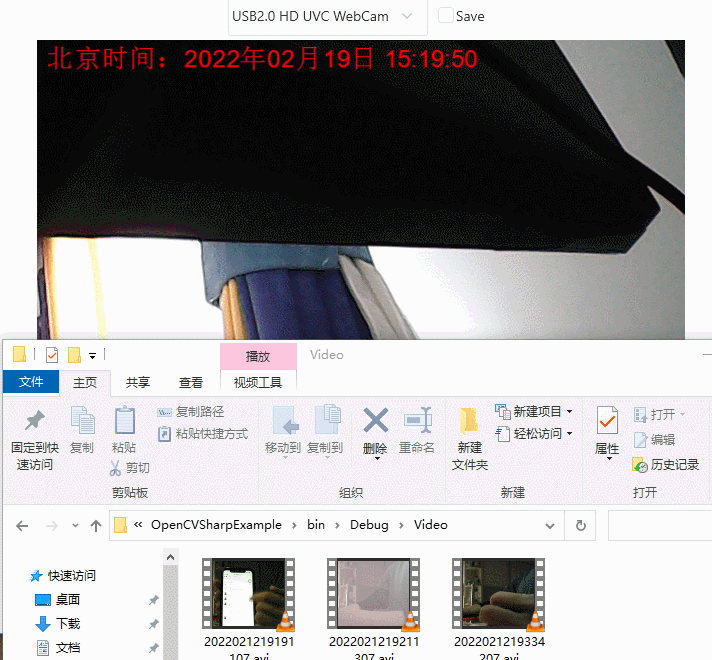 USB2.0 HD UVC WebCam Save
北京时间：2022年02月19日 15:19:50
播放 Video
文件 主页 共享 查看 视频工具
固定到快速访问
复制
粘贴
复制路径
粘贴快捷方式
剪切
剪贴板
移动到
复制到
删除
重命名
组织
新建文件夹
新建项目
轻松访问
新建
属性
打开
编辑
历史记录
打开
« OpenCVSharpExample › bin › Debug › Video
快速访问
桌面
下载
文档
2022021219191
107.avi
2022021219211
307.avi
2022021219334
207.avi